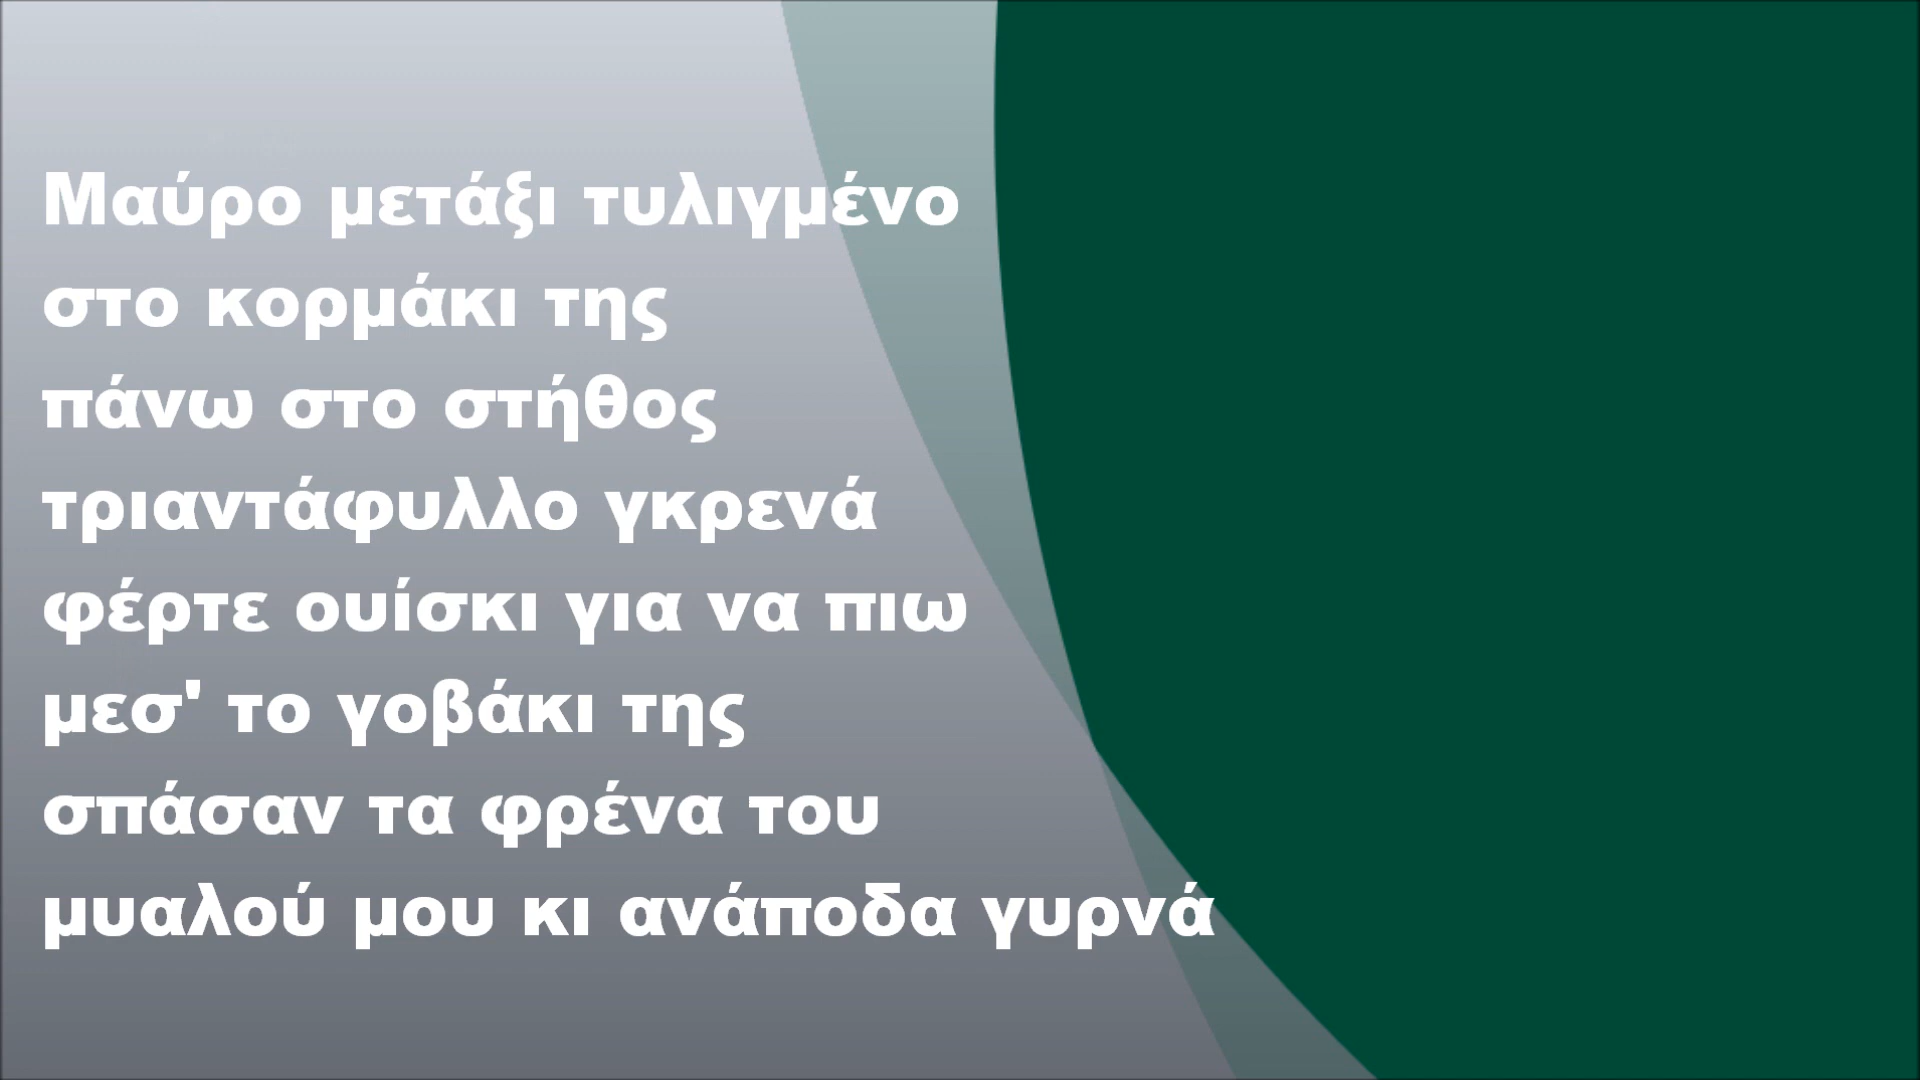 Μαύρο μετάξι τυλιγμένο
στο κορμάκι της
πάνω στο στήθος
τριαντάφυλλο γκρενά
φέρτε ουίσκι για να πιω
μεσ' το γοβάκι της
σπάσαν τα φρένα του
μυαλού μου κι ανάποδα γυρνά